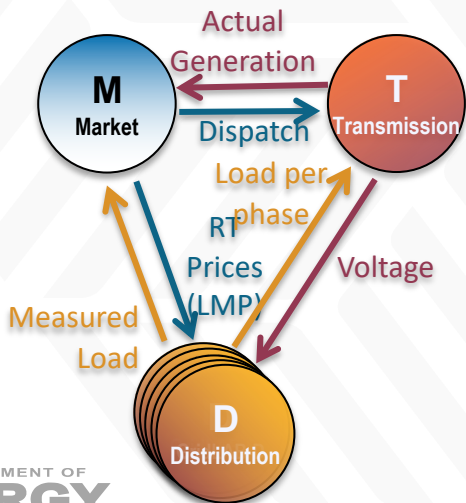 Actual
Generation
M
Market
T
Transmission
Dispatch
Load per
phase
RT
Prices
(LMP)
Voltage
Measured
Load
D
Distribution
MENT OF
RGY